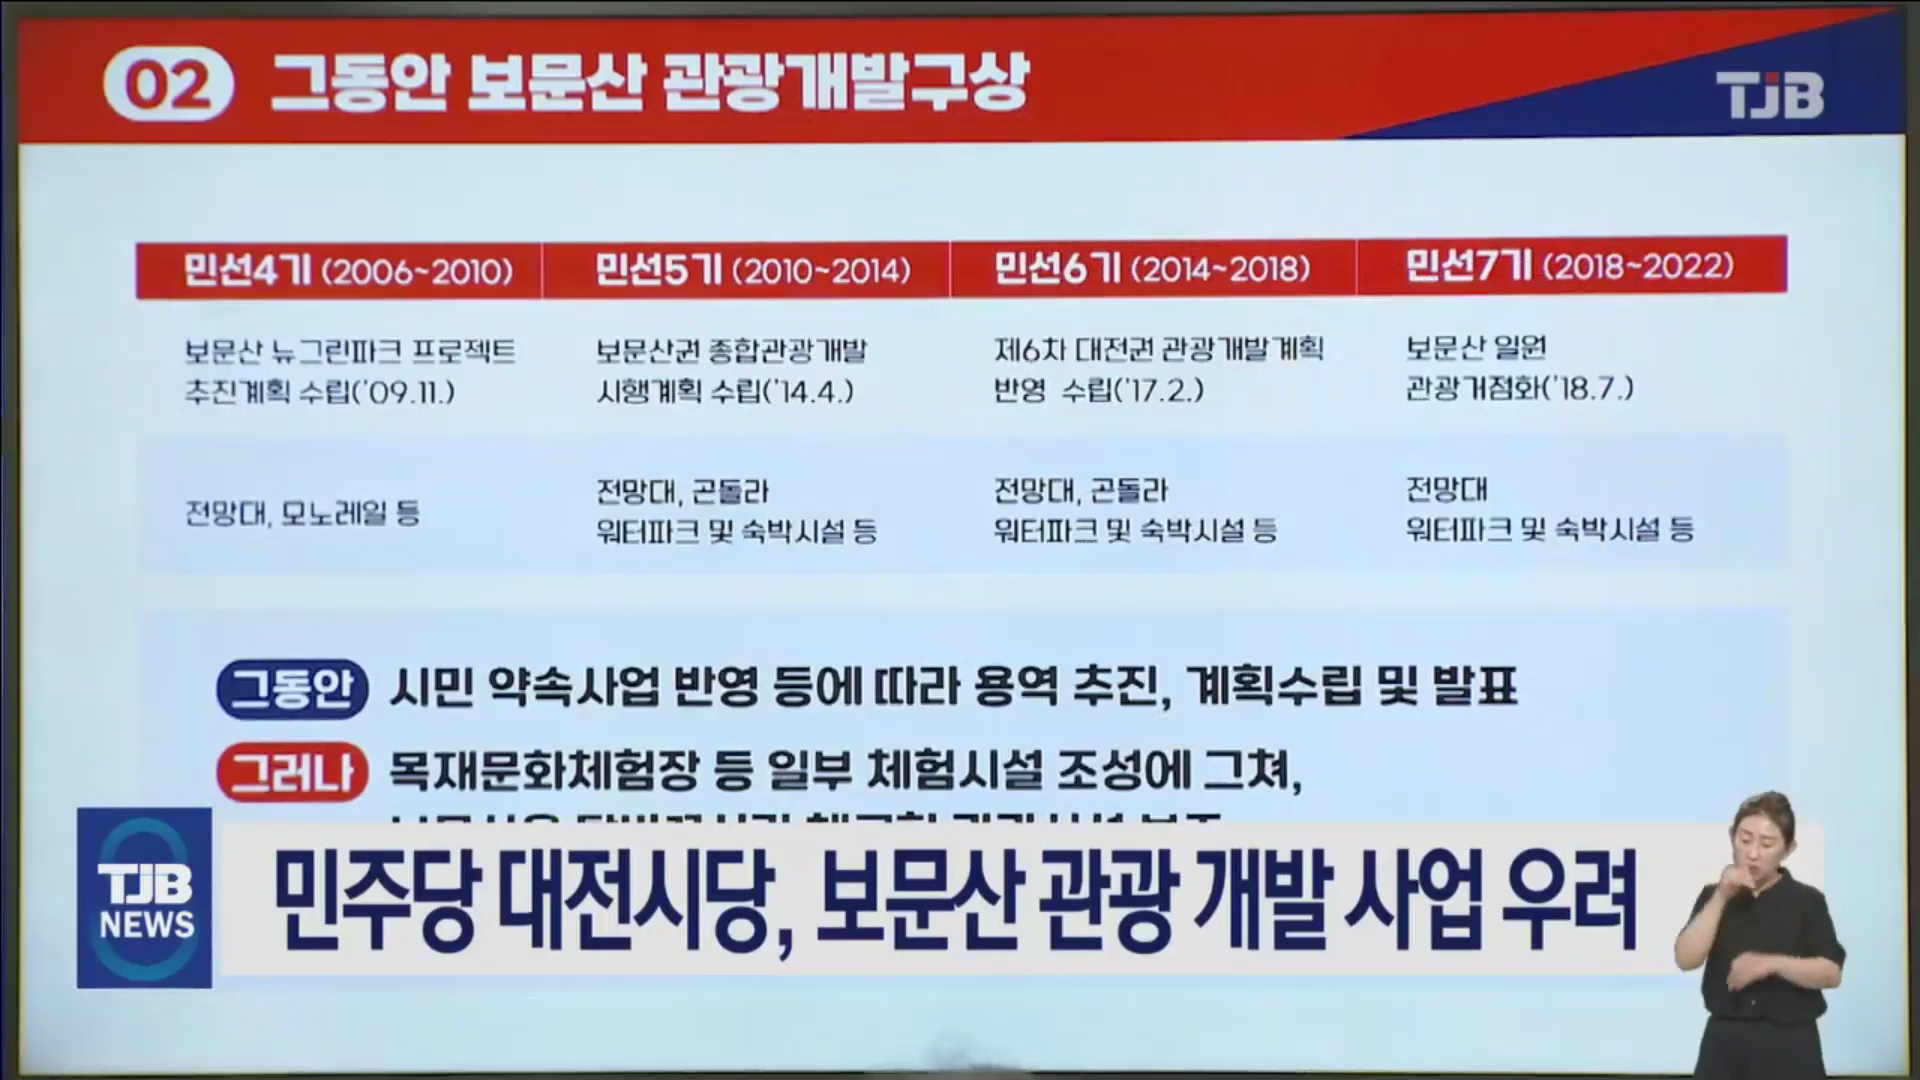 02 그동안 보문산 관광개발구상
TJB
민선4기 (2006~2010)
민선5기 (2010~2014)
민선6기 (2014~2018)
민선7기 (2018~2022)
보문산 뉴그린파크 프로젝트
추진계획 수립('09.11.)
보문산권 종합관광개발
시행계획 수립('14.4.)
제6차 대전권 관광개발계획
반영 수립('17.2.)
보문산 일원
관광거점화('18.7.)
전망대, 모노레일 등
전망대, 곤돌라
워터파크 및 숙박시설 등
전망대, 곤돌라
워터파크 및 숙박시설 등
전망대
워터파크 및 숙박시설 등
그동안 시민 약속사업 반영 등에 따라 용역 추진, 계획수립 및 발표
그러나 목재문화체험장 등 일부 체험시설 조성에 그쳐,
TJB
NEWS
민주당 대전시당, 보문산 관광 개발 사업 우려